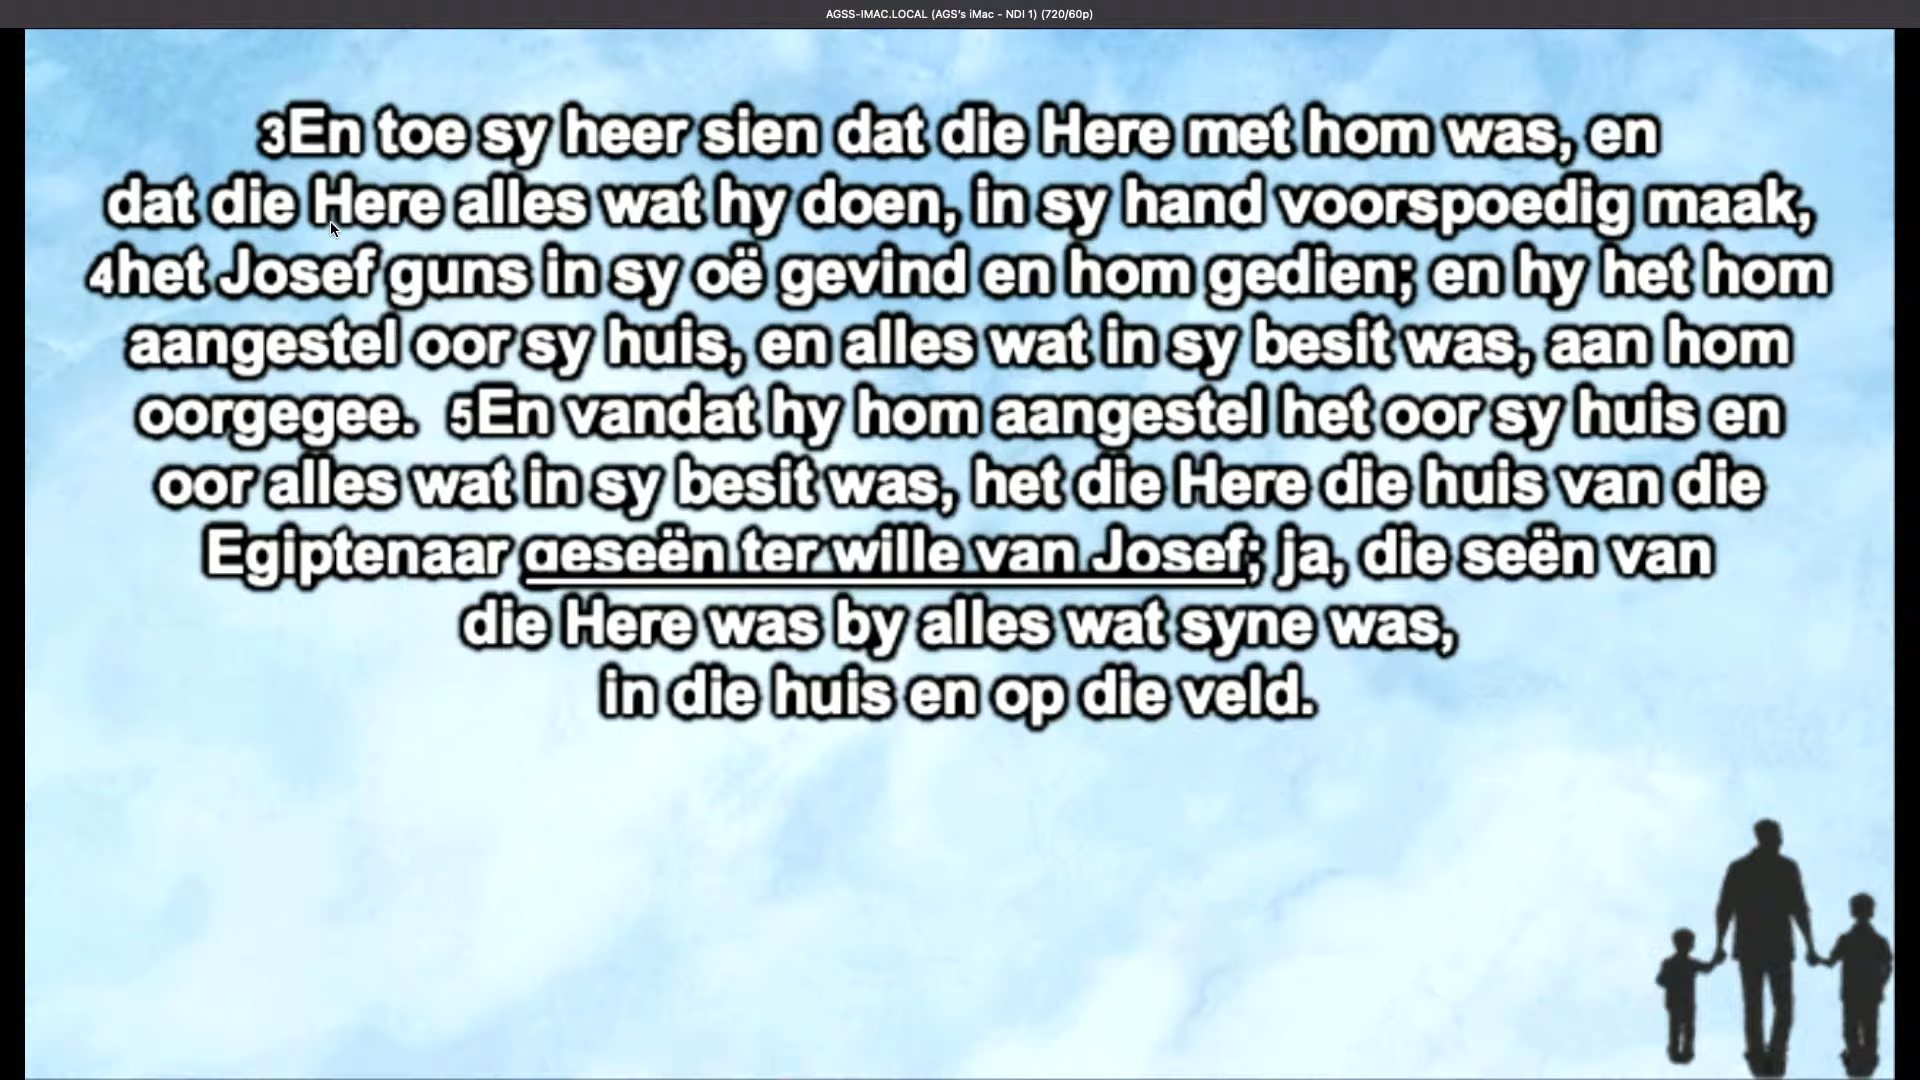 AGSS-IMAC.LOCAL (AGS's iMac - NDI 1) (720/60p)
3En toe sy heer sien dat die Here met hom was, en
dat die Here alles wat hy doen, in sy hand voorspoedig maak,
4het Josef guns in sy oë gevind en hom gedien; en hy het hom
aangestel oor sy huis, en alles wat in sy besit was, aan hom
oorgegee. 5En vandat hy hom aangestel het oor sy huis en
oor alles wat in sy besit was, het die Here die huis van die
Egiptenaar geseën ter wille van Josef; ja, die seën van
die Here was by alles wat syne was,
in die huis en op die veld.